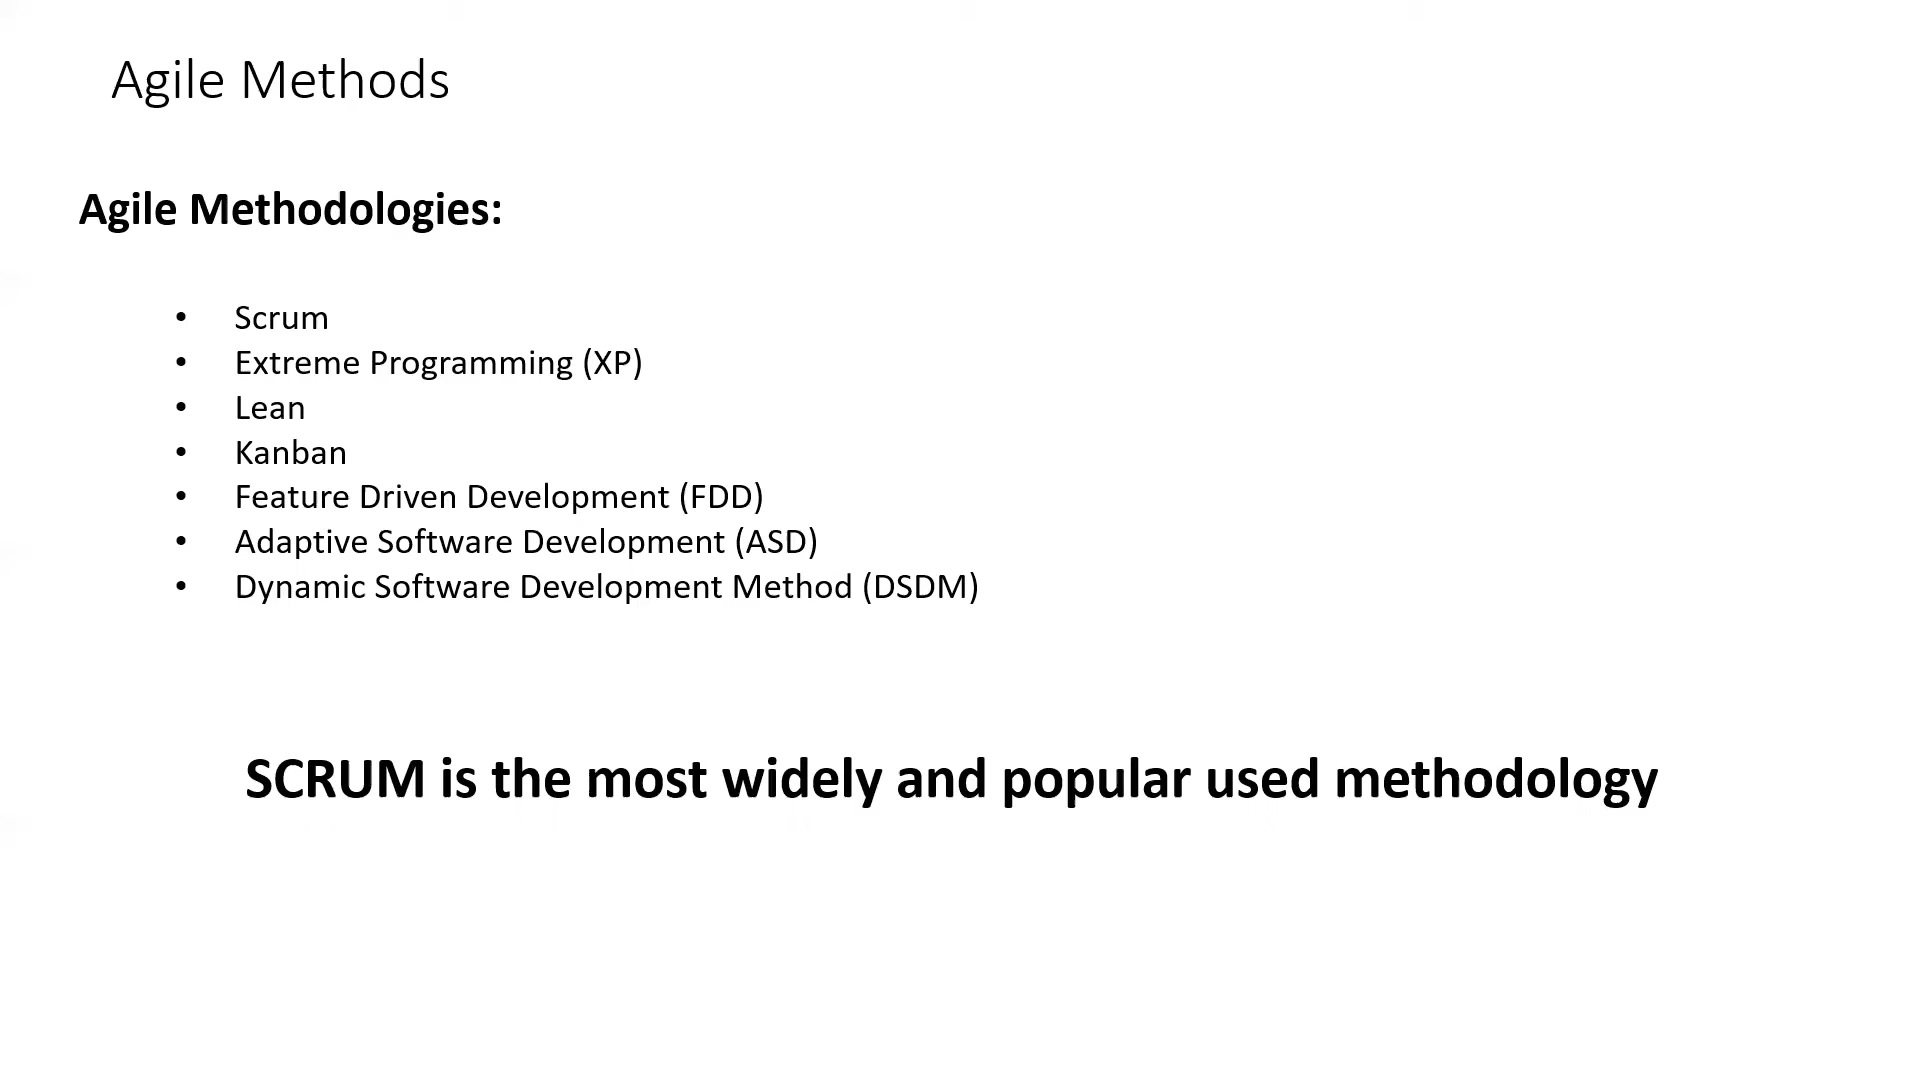 Agile Methods
Agile Methodologies:
• Scrum
• Extreme Programming (XP)
• Lean
• Kanban
• Feature Driven Development (FDD)
• Adaptive Software Development (ASD)
• Dynamic Software Development Method (DSDM)
SCRUM is the most widely and popular used methodology